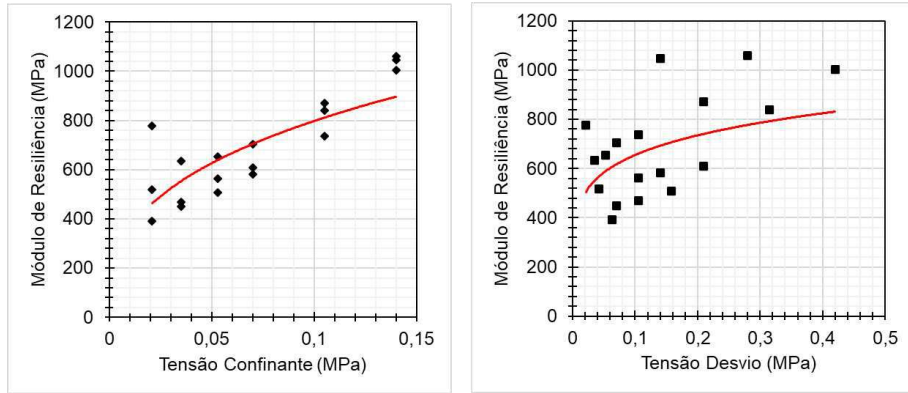 1200
1000
800
600
400
200
0
Módulo de Resiliência (MPa)
0 0,05 0,1 0,15
Tensão Confinante (MPa)
1200
1000
800
600
400
200
0
Módulo de Resiliência (MPa)
0 0,1 0,2 0,3 0,4 0,5
Tensão Desvio (MPa)